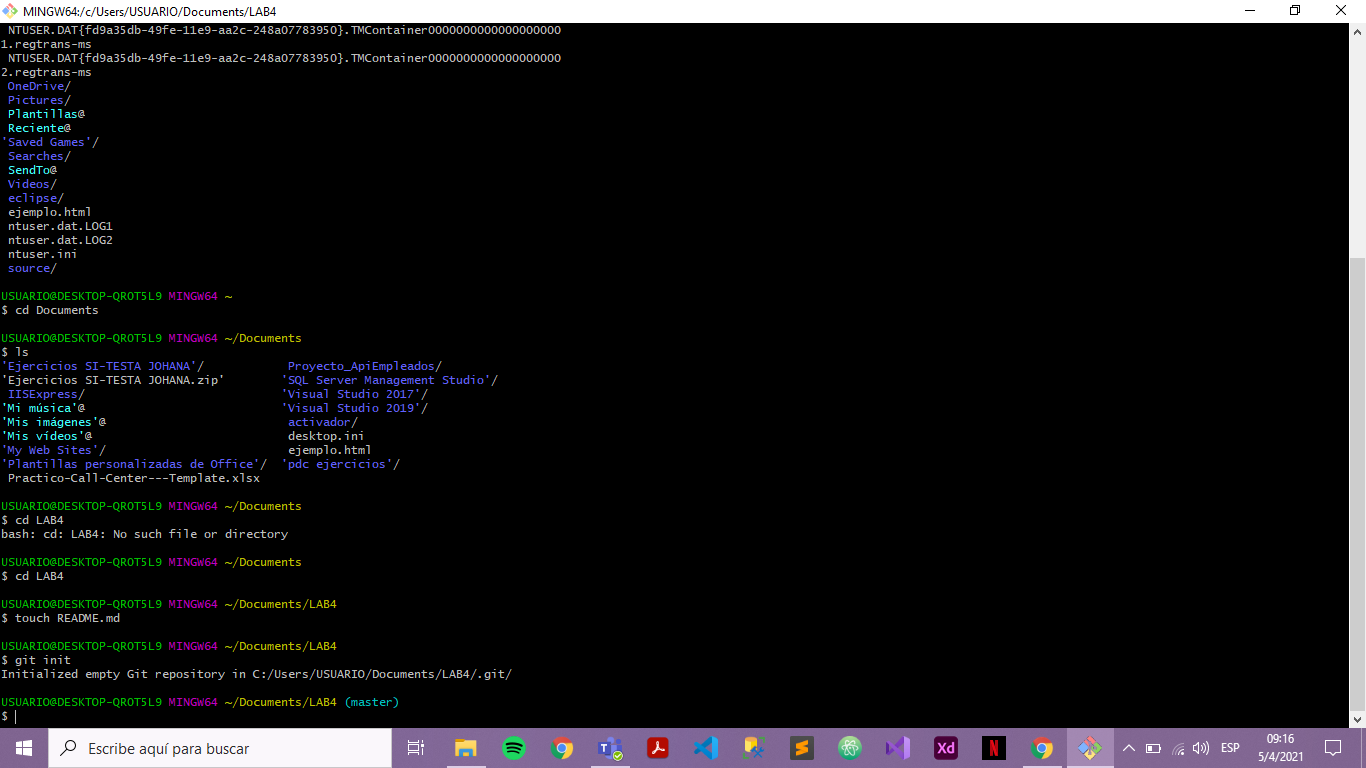 MINGW64:/c/Users/USUARIO/Documents/LAB4
NTUSER.DAT{fd9a35db-49fe-11e9-aa2c-248a07783950}.TMContainer0000000000000000000
1.regtrans-ms
NTUSER.DAT{fd9a35db-49fe-11e9-aa2c-248a07783950}.TMContainer0000000000000000000
2.regtrans-ms
OneDrive/
Pictures/
Plantillas@
Reciente@
'Saved Games'/
Searches/
SendTo@
Videos/
eclipse/
ejemplo.html
ntuser.dat.LOG1
ntuser.dat.LOG2
ntuser.ini
source/
USUARIO@DESKTOP-QROT5L9 MINGW64 ~
$ cd Documents
USUARIO@DESKTOP-QROT5L9 MINGW64 ~/Documents
$ ls
'Ejercicios SI-TESTA JOHANA'/ Proyecto_ApiEmpleados/
'Ejercicios SI-TESTA JOHANA.zip' 'SQL Server Management Studio'/
IISExpress/ 'Visual Studio 2017'/
'Mi música'@ 'Visual Studio 2019'/
'Mis imágenes'@ activador/
'Mis vídeos'@ desktop.ini
'My Web Sites'/ ejemplo.html
'Plantillas personalizadas de Office'/ 'pdc ejercicios'/
Practico-Call-Center---Template.xlsx
USUARIO@DESKTOP-QROT5L9 MINGW64 ~/Documents
$ cd LAB4
bash: cd: LAB4: No such file or directory
USUARIO@DESKTOP-QROT5L9 MINGW64 ~/Documents
$ cd LAB4
USUARIO@DESKTOP-QROT5L9 MINGW64 ~/Documents/LAB4
$ touch README.md
USUARIO@DESKTOP-QROT5L9 MINGW64 ~/Documents/LAB4
$ git init
Initialized empty Git repository in C:/Users/USUARIO/Documents/LAB4/.git/
USUARIO@DESKTOP-QROT5L9 MINGW64 ~/Documents/LAB4 (master)
$
Escribe aquí para buscar
Xd
N
ESP
09:16
5/4/2021